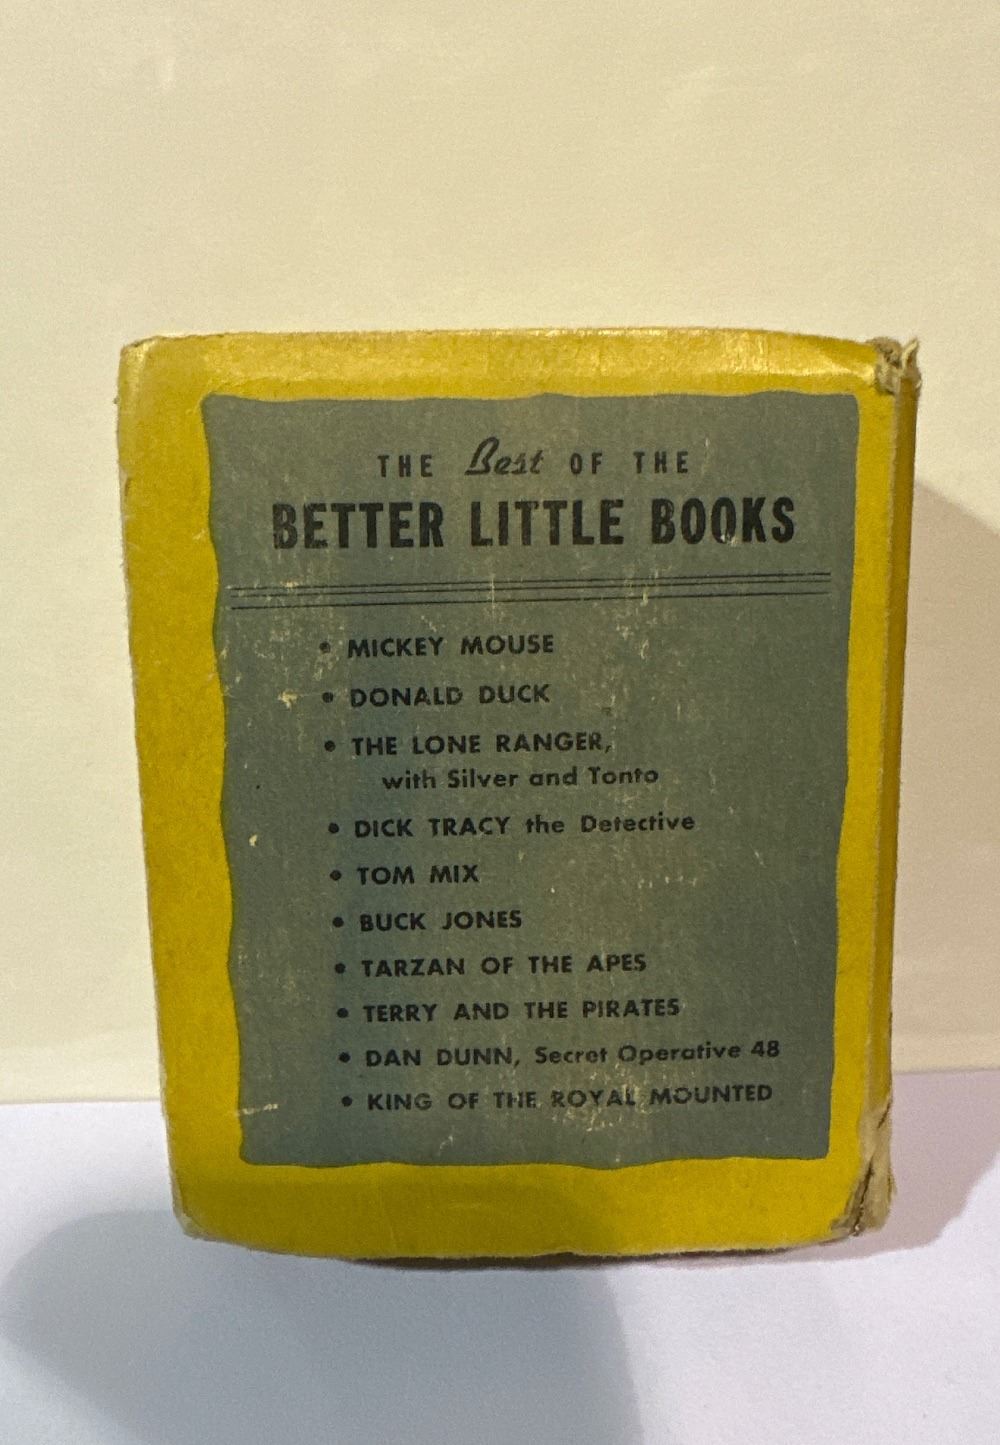 THE Best OF THE
BETTER LITTLE BOOKS
• MICKEY MOUSE
• DONALD DUCK
• THE LONE RANGER,
with Silver and Tonto
• DICK TRACY the Detective
• TOM MIX
• BUCK JONES
• TARZAN OF THE APES
• TERRY AND THE PIRATES
• DAN DUNN, Secret Operative 48
• KING OF THE ROYAL MOUNTED